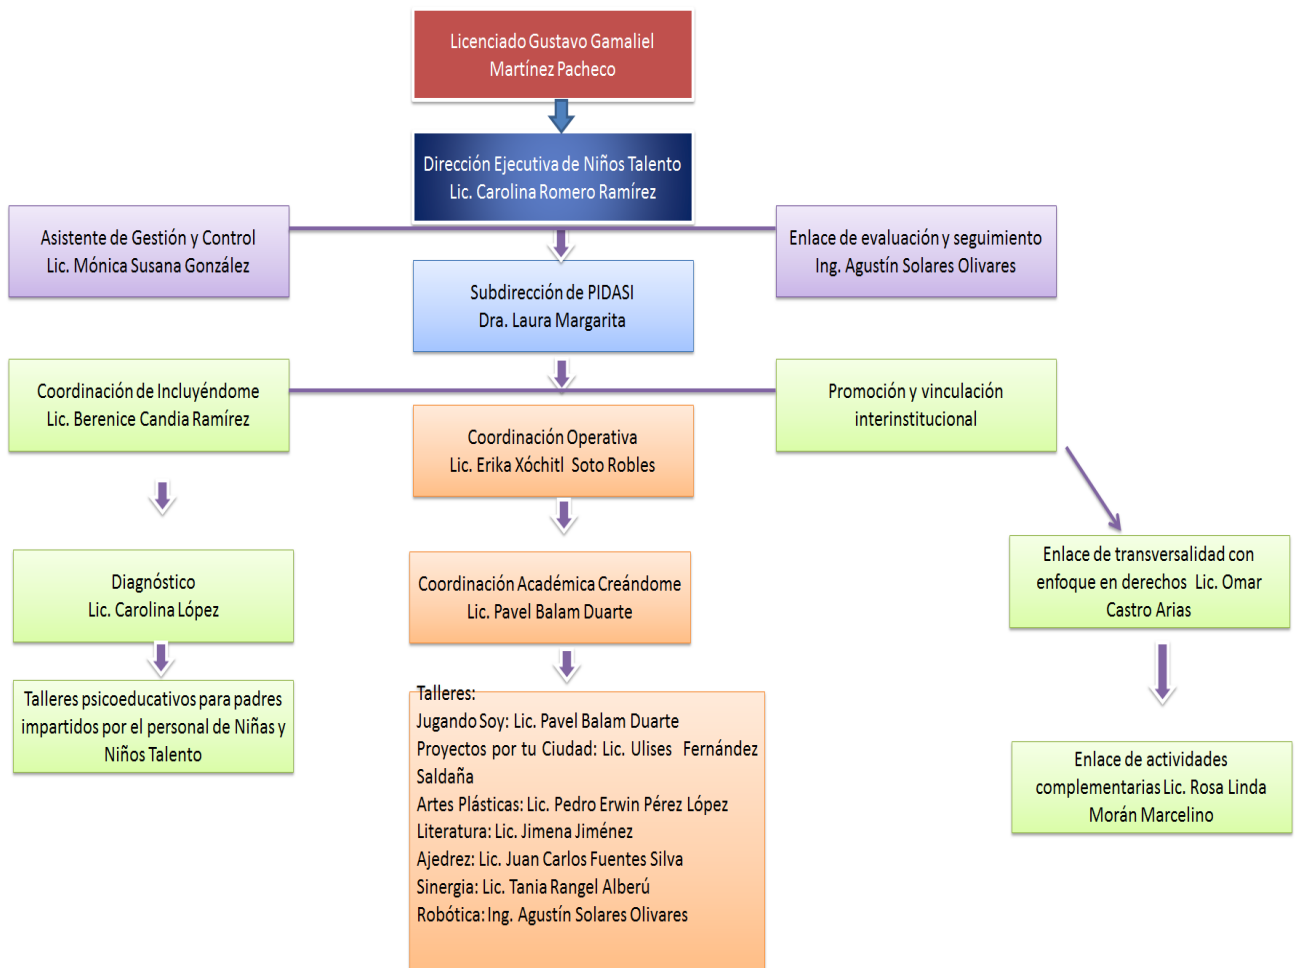 Licenciado Gustavo Gamaliel
Martínez Pacheco
Dirección Ejecutiva de Niños Talento
Lic. Carolina Romero Ramírez
Asistente de Gestión y Control
Lic. Mónica Susana González
Enlace de evaluación y seguimiento
Ing. Agustín Solares Olivares
Subdirección de PIDASI
Dra. Laura Margarita
Coordinación de Incluyéndome
Lic. Berenice Candia Ramírez
Promoción y vinculación
interinstitucional
Coordinación Operativa
Lic. Erika Xóchitl Soto Robles
Diagnóstico
Lic. Carolina López
Coordinación Académica Creándome
Lic. Pavel Balam Duarte
Enlace de transversalidad con
enfoque en derechos Lic. Omar
Castro Arias
Talleres psicoeducativos para padres
impartidos por el personal de Niñas y
Niños Talento
Talleres:
Jugando Soy: Lic. Pavel Balam Duarte
Proyectos por tu Ciudad: Lic. Ulises Fernández
Saldaña
Artes Plásticas: Lic. Pedro Erwin Pérez López
Literatura: Lic. Jimena Jiménez
Ajedrez: Lic. Juan Carlos Fuentes Silva
Sinergia: Lic. Tania Rangel Alberú
Robótica: Ing. Agustín Solares Olivares
Enlace de actividades
complementarias Lic. Rosa Linda
Morán Marcelino